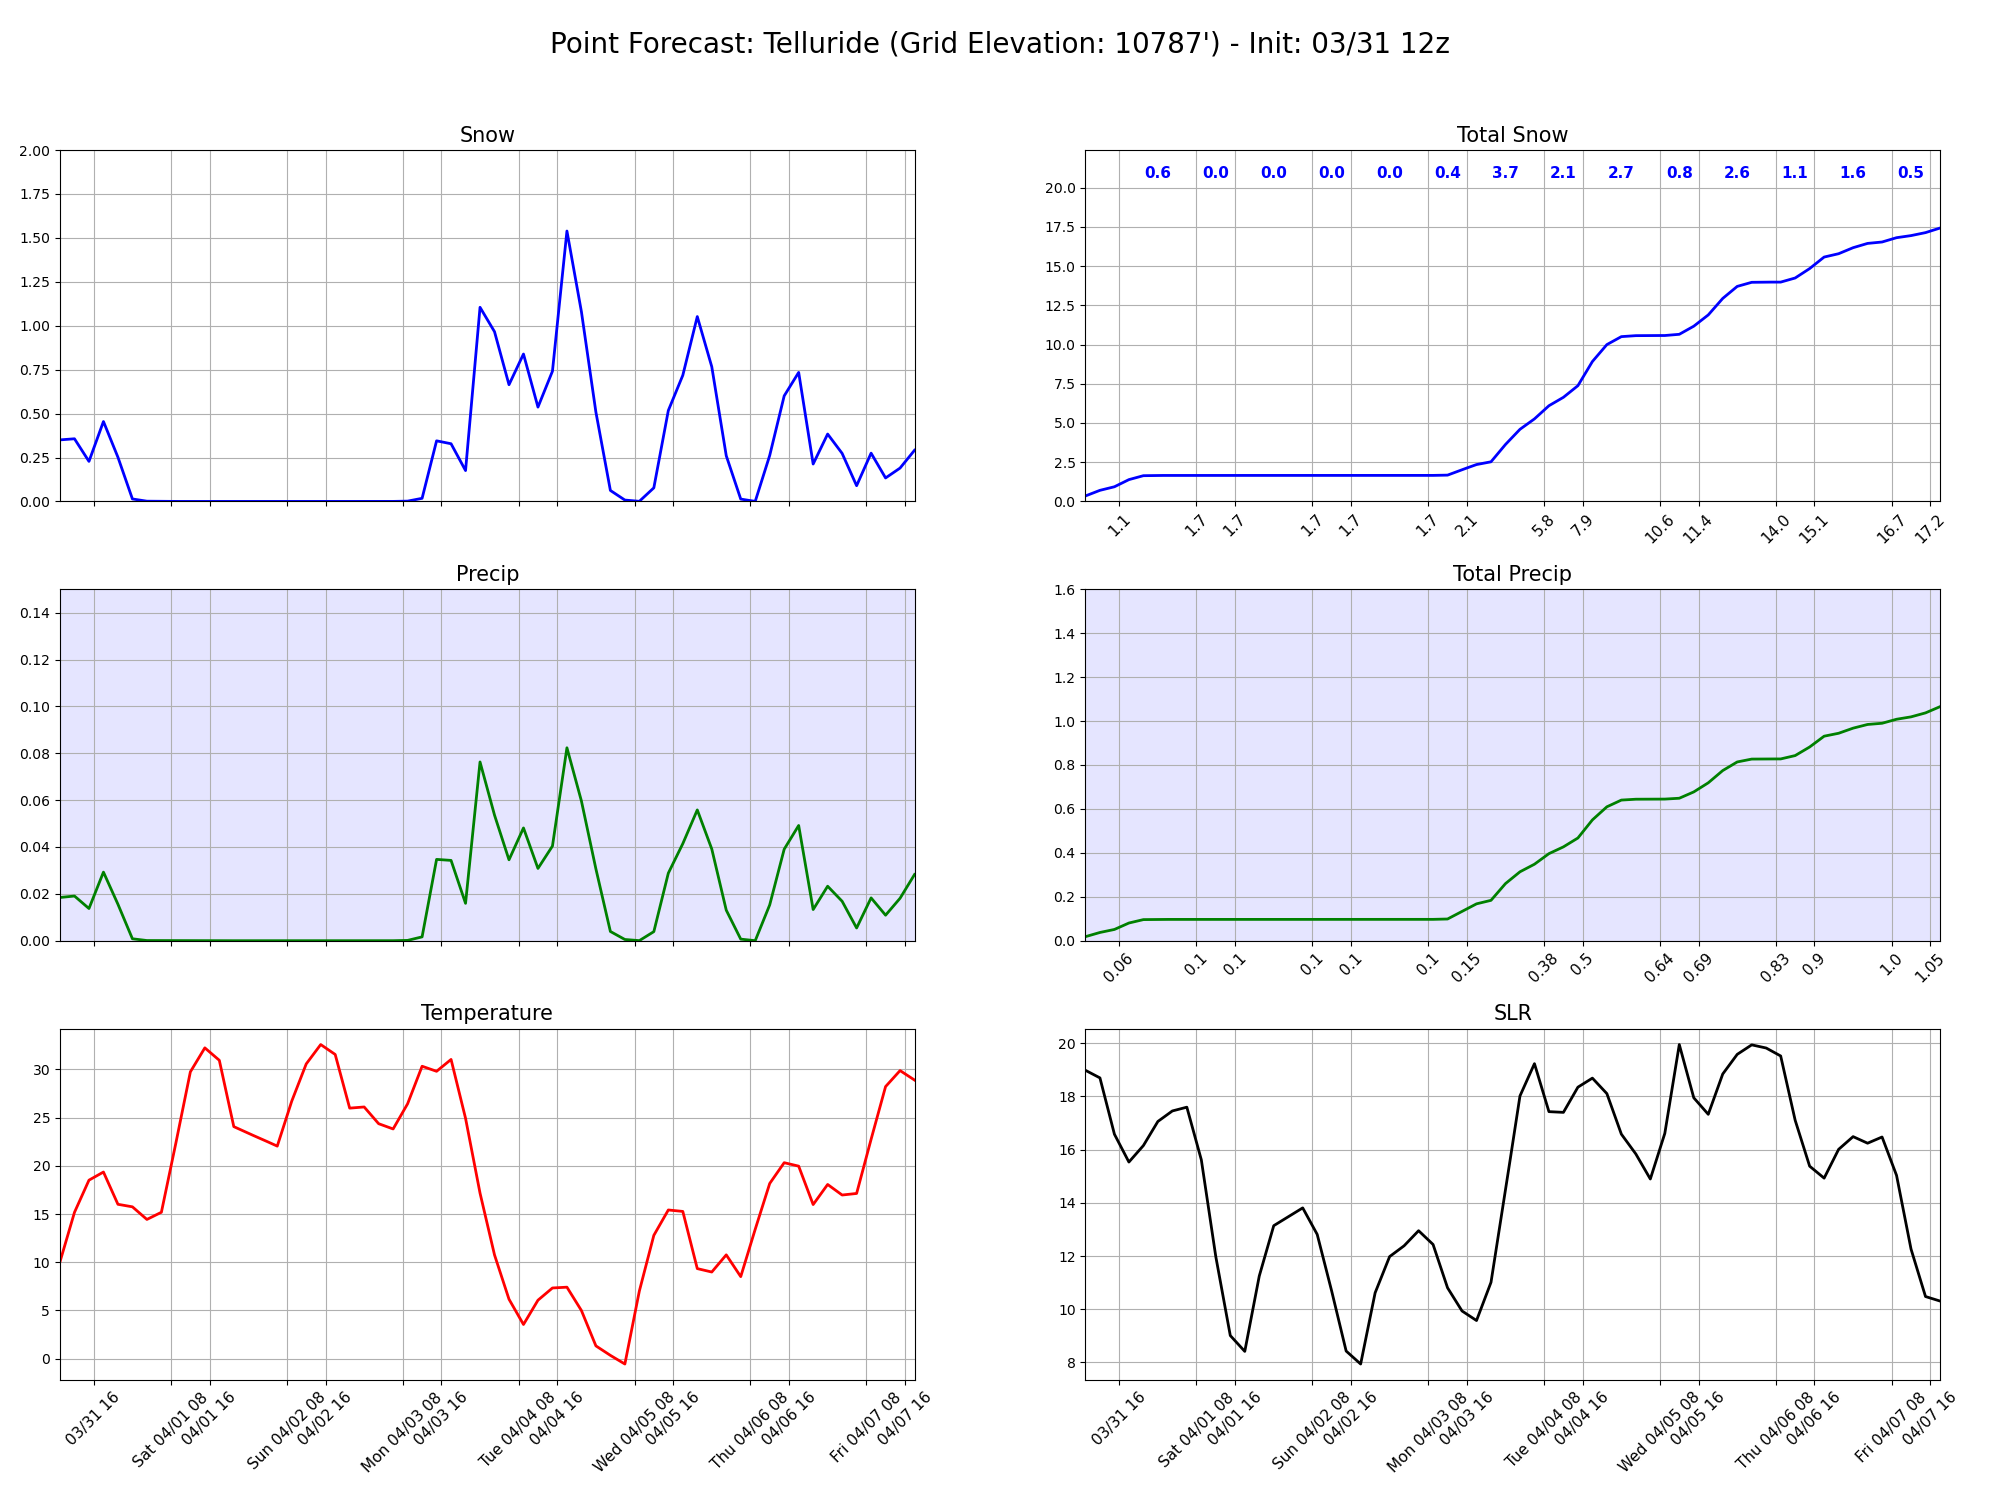 Point Forecast: Telluride (Grid Elevation: 10787') - Init: 03/31 12z
Snow
2.00
1.75
1.50
1.25
1.00
0.75
0.50
0.25
0.00
Total Snow
0.6 0.0 0.0 0.0 0.0 0.4 3.7 2.1 2.7 0.8 2.6 1.1 1.6 0.5
20.0
17.5
15.0
12.5
10.0
7.5
5.0
2.5
0.0
1.1 1.7 1.7 1.7 1.7 1.7 2.1 5.8 7.9 10.6 11.4 14.0 15.1 16.7 17.2
Precip
0.14
0.12
0.10
0.08
0.06
0.04
0.02
0.00
Total Precip
1.6
1.4
1.2
1.0
0.8
0.6
0.4
0.2
0.0
0.06 0.1 0.1 0.1 0.1 0.1 0.15 0.38 0.5 0.64 0.69 0.83 0.9 1.0 1.05
Temperature
30
25
20
15
10
5
0
03/31 16
Sat 04/01 08
04/01 16
Sun 04/02 08
04/02 16
Mon 04/03 08
04/03 16
Tue 04/04 08
04/04 16
Wed 04/05 08
04/05 16
Thu 04/06 08
04/06 16
Fri 04/07 08
04/07 16
SLR
20
18
16
14
12
10
8
03/31 16
Sat 04/01 08
04/01 16
Sun 04/02 08
04/02 16
Mon 04/03 08
04/03 16
Tue 04/04 08
04/04 16
Wed 04/05 08
04/05 16
Thu 04/06 08
04/06 16
Fri 04/07 08
04/07 16